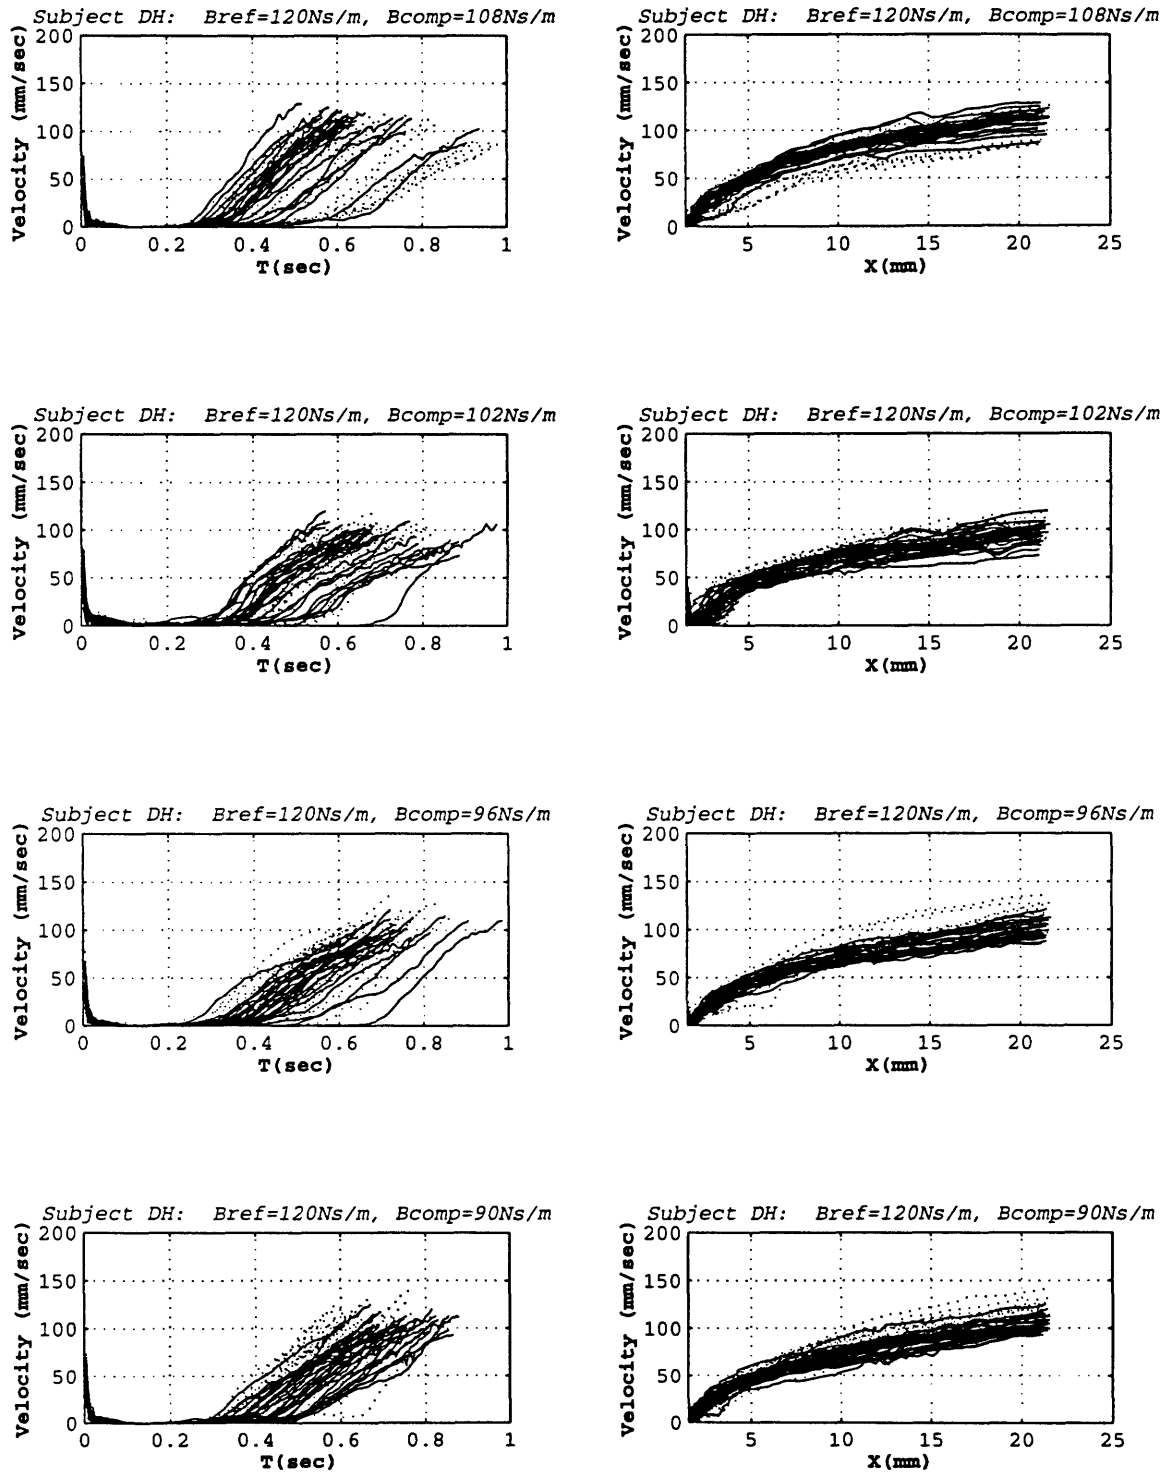 Subject DH: Bref=120Ns/m, Bcomp=108Ns/m
Velocity (mm/sec)
200
150
100
50
0
0 0.2 0.4 0.6 0.8 1
T(sec)
Subject DH: Bref=120Ns/m, Bcomp=108Ns/m
Velocity (mm/sec)
200
150
100
50
0
5 10 15 20 25
X(mm)
Subject DH: Bref=120Ns/m, Bcomp=102Ns/m
Velocity (mm/sec)
200
150
100
50
0
0 0.2 0.4 0.6 0.8 1
T(sec)
Subject DH: Bref=120Ns/m, Bcomp=102Ns/m
Velocity (mm/sec)
200
150
100
50
0
5 10 15 20 25
X(mm)
Subject DH: Bref=120Ns/m, Bcomp=96Ns/m
Velocity (mm/sec)
200
150
100
50
0
0 0.2 0.4 0.6 0.8 1
T(sec)
Subject DH: Bref=120Ns/m, Bcomp=96Ns/m
Velocity (mm/sec)
200
150
100
50
0
5 10 15 20 25
X(mm)
Subject DH: Bref=120Ns/m, Bcomp=90Ns/m
Velocity (mm/sec)
200
150
100
50
0
0 0.2 0.4 0.6 0.8 1
T(sec)
Subject DH: Bref=120Ns/m, Bcomp=90Ns/m
Velocity (mm/sec)
200
150
100
50
0
5 10 15 20 25
X(mm)